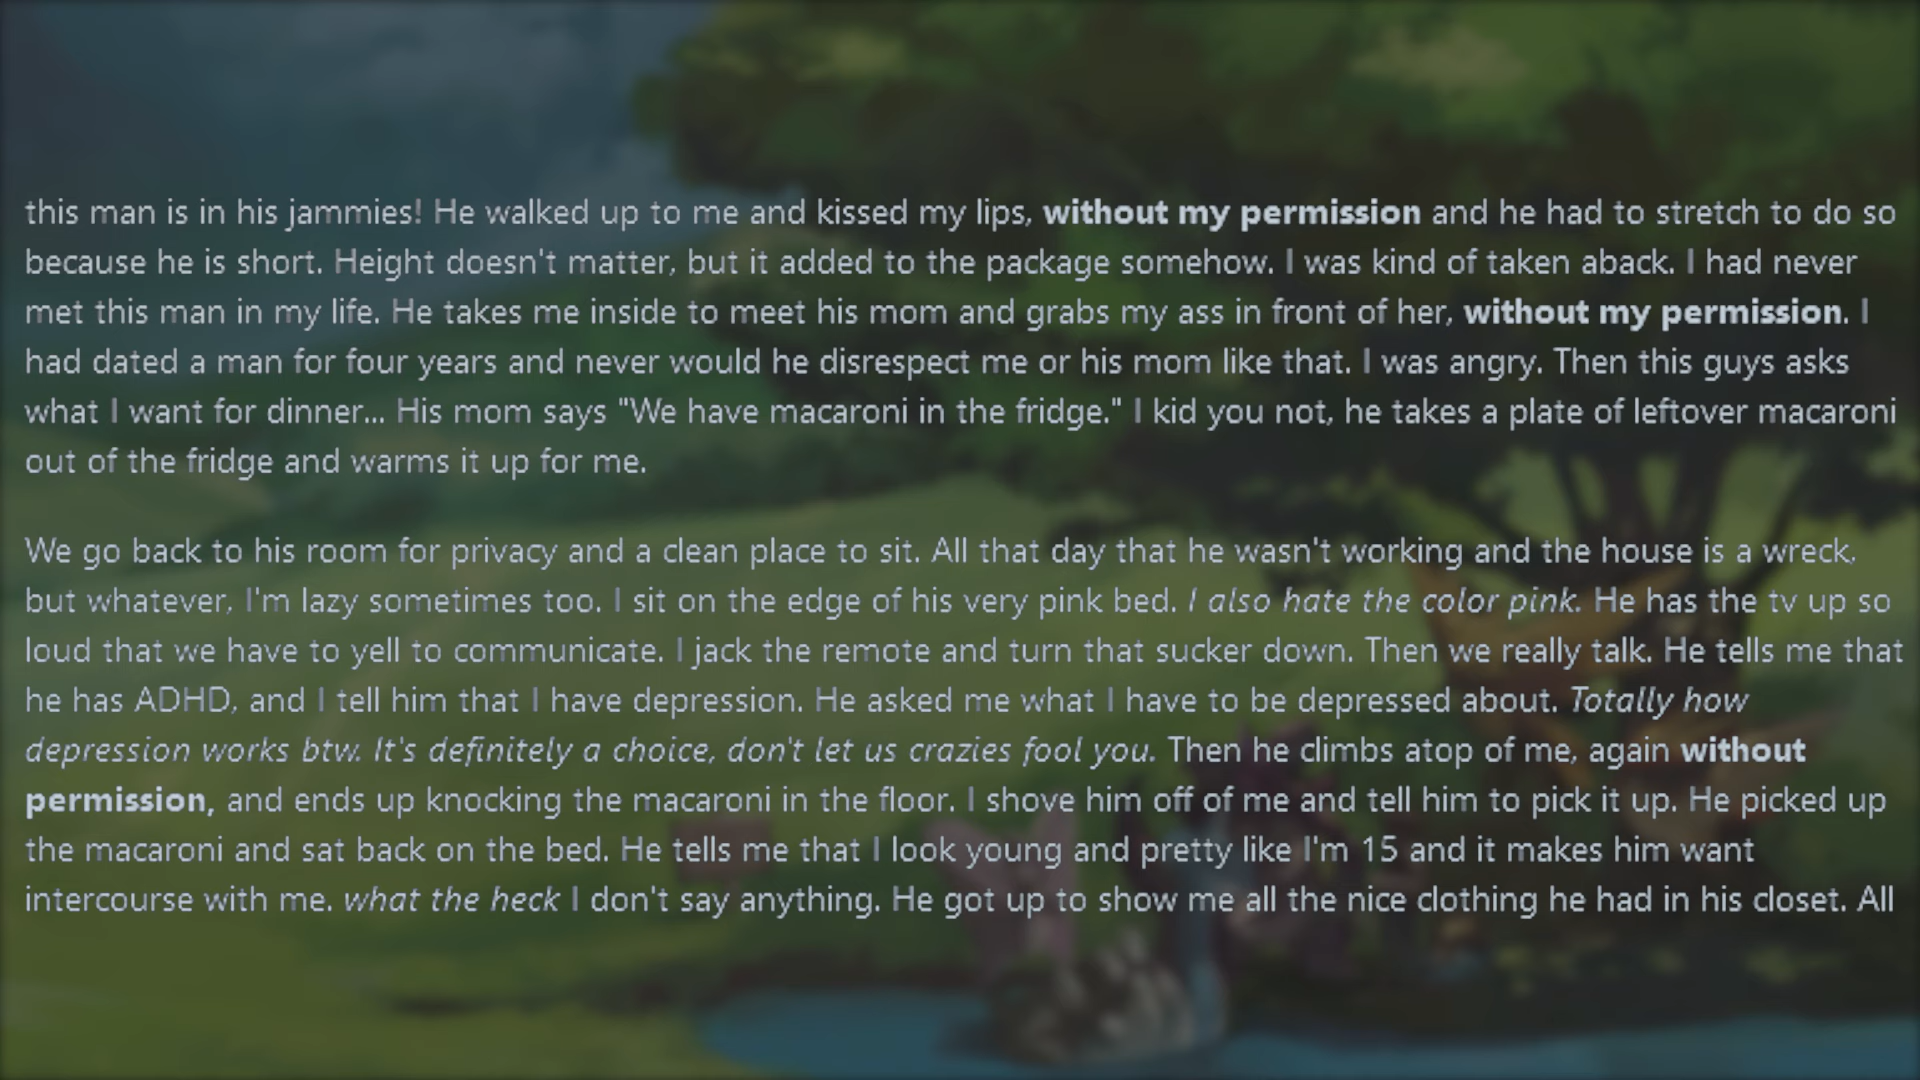 this man is in his jammies! He walked up to me and kissed my lips, without my permission and he had to stretch to do so
because he is short. Height doesn't matter, but it added to the package somehow. I was kind of taken aback. I had never
met this man in my life. He takes me inside to meet his mom and grabs my ass in front of her, without my permission. I
had dated a man for four years and never would he disrespect me or his mom like that. I was angry. Then this guys asks
what I want for dinner... His mom says "We have macaroni in the fridge." I kid you not, he takes a plate of leftover macaroni
out of the fridge and warms it up for me.
We go back to his room for privacy and a clean place to sit. All that day that he wasn't working and the house is a wreck,
but whatever, I'm lazy sometimes too. I sit on the edge of his very pink bed. I also hate the color pink. He has the tv up so
loud that we have to yell to communicate. I jack the remote and turn that sucker down. Then we really talk. He tells me that
he has ADHD, and I tell him that I have depression. He asked me what I have to be depressed about. Totally how
depression works btw. It's definitely a choice, don't let us crazies fool you. Then he climbs atop of me, again without
permission, and ends up knocking the macaroni in the floor. I shove him off of me and tell him to pick it up. He picked up
the macaroni and sat back on the bed. He tells me that I look young and pretty like I'm 15 and it makes him want
intercourse with me. what the heck I don't say anything. He got up to show me all the nice clothing he had in his closet. All